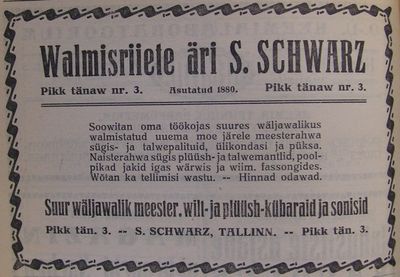 Walmisriiete äri S. SCHWARZ
Pikk tänaw nr. 3. Asutatud 1880. Pikk tänaw nr. 3.
Soowitan oma töökojas suures wäljawalikus
walmistatud uuema moe järele meesterahwa
sügis- ja talwepalituid, ülikondasi ja püksa.
Naisterahwa sügis plüüsh-ja talwemantlid, pool-
pikad jakid igas wärwis ja wiim. fassongides.
Wõtan ka tellimisi wastu. -- Hinnad odawad.
Suur wäljawalik meester. wilt- ja plüüsh-kübaraid ja sonisid
Pikk tän. 3. -- S. SCHWARZ, TALLINN. -- Pikk tän. 3.